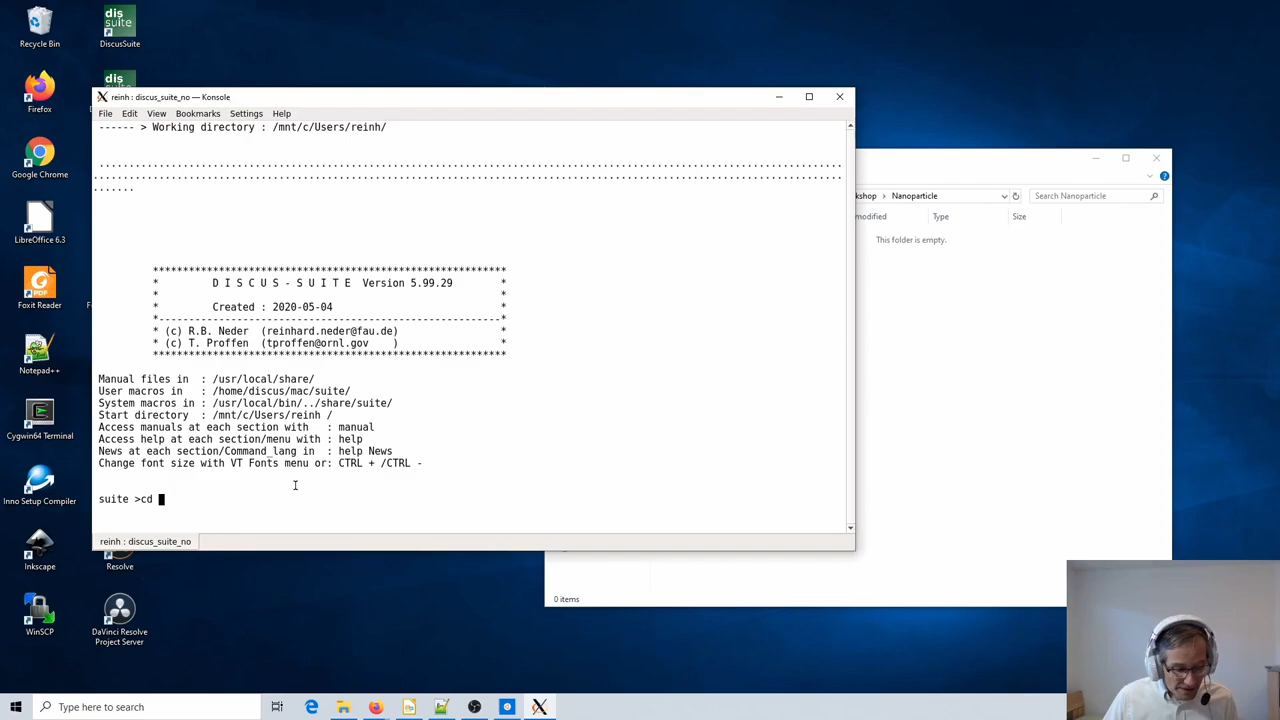 Recycle Bin
dis
suite
DiscusSuite
dis
Firefox
Google Chrome
LibreOffice 6.3
Foxit Reader
Notepad++
Cygwin64 Terminal
Inno Setup Compiler
Inkscape
Resolve
WinSCP
DaVinci Resolve
Project Server
reinh : discus_suite_no — Konsole
File Edit View Bookmarks Settings Help
------ > Working directory : /mnt/c/Users/reinh/
****************************************************
* D I S C U S - S U I T E Version 5.99.29 *
* *
* Created : 2020-05-04 *
*--------------------------------------------------*
* (c) R.B. Neder (reinhard.neder@fau.de) *
* (c) T. Proffen (tproffen@ornl.gov ) *
****************************************************
Manual files in : /usr/local/share/
User macros in : /home/discus/mac/suite/
System macros in : /usr/local/bin/../share/suite/
Start directory : /mnt/c/Users/reinh /
Access manuals at each section with : manual
Access help at each section/menu with : help
News at each section/Command_lang in : help News
Change font size with VT Fonts menu or: CTRL + /CTRL -
suite >cd
reinh : discus_suite_no
kshop > Nanoparticle
Search Nanoparticle
modified Type Size
This folder is empty.
0 items
Type here to search